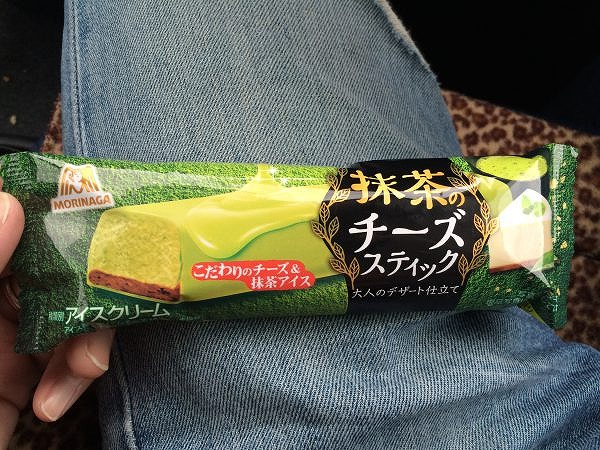 MORINAGA
抹茶の
チーズ
スティック
大人のデザート仕立て
こだわりのチーズ&
抹茶アイス
アイスクリーム